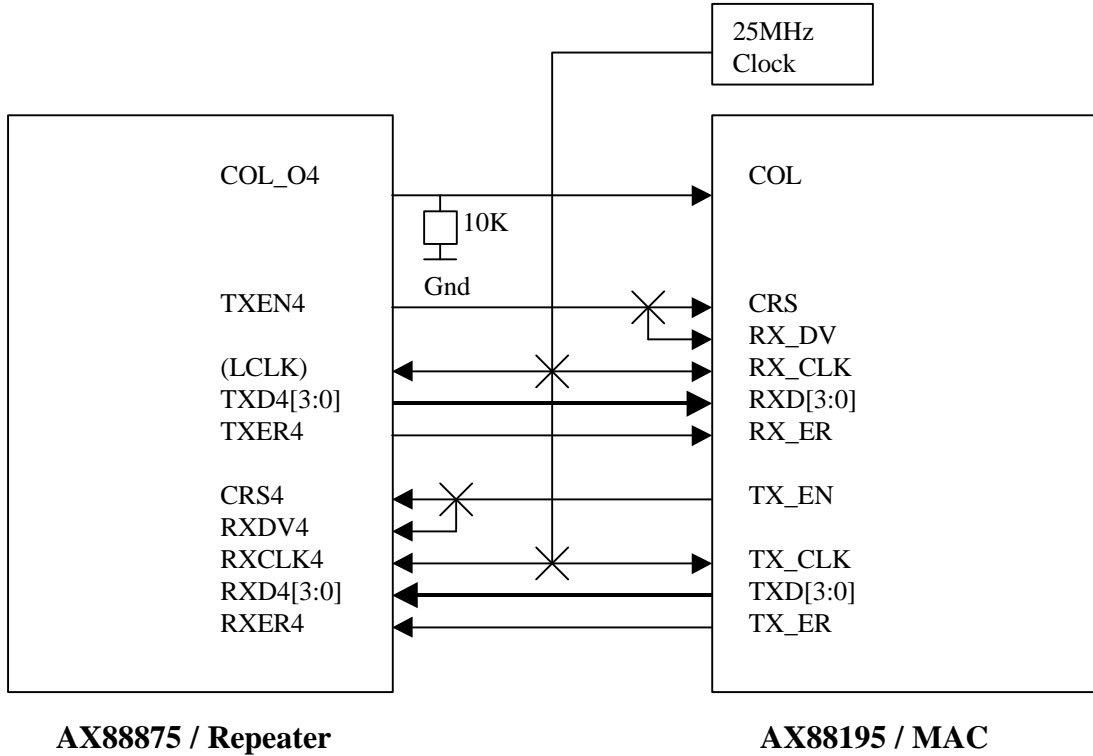 25MHz
Clock
COL_O4
COL
10K
Gnd
TXEN4
CRS
RX_DV
(LCLK)
RX_CLK
TXD4[3:0]
RXD[3:0]
TXER4
RX_ER
CRS4
TX_EN
RXDV4
RXCLK4
TX_CLK
RXD4[3:0]
TXD[3:0]
RXER4
TX_ER
AX88875 / Repeater
AX88195 / MAC